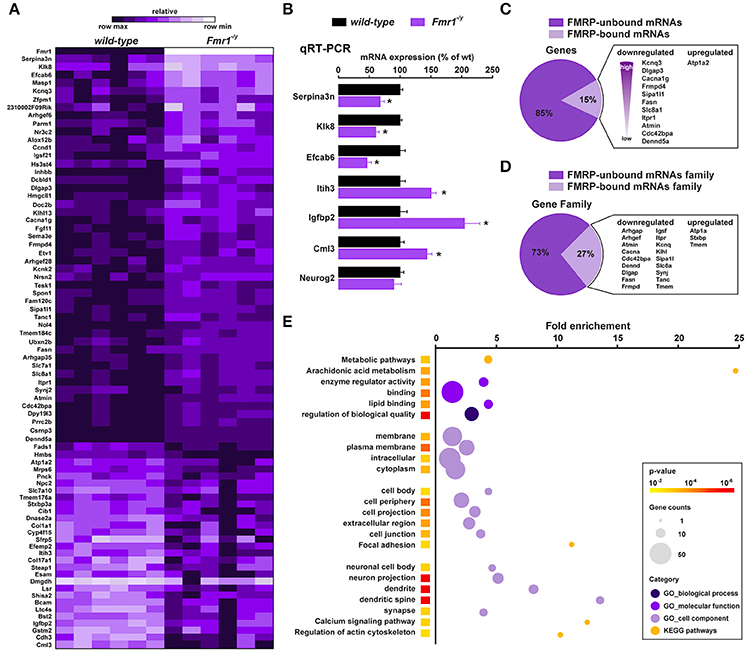 A
relative
row max row min
wild-type Fmr1-/y
Fmr1
Serpina3n
Klk8
Efcab6
Masp1
Kcnq3
Zfpm1
2310002F09Rik
Arhgef6
Parm1
Nr3c2
Alox12b
Ccnd1
Igsf21
Hs3st4
Inhbb
Dcbld1
Dlgap3
Hmgcll1
Doc2b
Klhl13
Cacna1g
Fgf11
Sema3e
Frmpd4
Etv1
Arhgef28
Kcnk2
Nrsn2
Tesk1
Spon1
Fam120c
Sipa1l1
Tanc1
Nol4
Tmem184c
Ubxn2b
Fasn
Arhgap35
Slc7a1
Slc8a1
Itpr1
Synj2
Atmin
Cdc42bpa
Dpy19l3
Prrc2b
Csmp3
Dennd5a
Fads1
Hmbs
Atp1a2
Mrps6
Pnck
Npc2
Slc7a10
Tmem176a
Stxbp3a
Cib1
Dnase2a
Col1a1
Cyp4f15
Sfrp5
Efemp2
Itih3
Col17a1
Steap1
Esam
Dmgdh
Lsr
Shisa2
Bcam
Ltc4s
Bst2
Igfbp2
Gstm2
Cdh3
Cml3
B
wild-type
Fmr1-/y
qRT-PCR
mRNA expression (% of wt)
0 50 100 150 200 250
Serpina3n *
Klk8 *
Efcab6 *
Itih3 *
Igfbp2 *
Cml3 *
Neurog2
C
FMRP-unbound mRNAs
FMRP-bound mRNAs
Genes
85%
15%
downregulated upregulated
high
low
Kcnq3 Atp1a2
Dlgap3
Cacna1g
Frmpd4
Sipa1l1
Fasn
Slc8a1
Itpr1
Atmin
Cdc42bpa
Dennd5a
D
FMRP-unbound mRNAs family
FMRP-bound mRNAs family
Gene Family
73%
27%
downregulated upregulated
Arhgap Igsf Atp1a
Arhgef Itpr Stxbp
Atmin Kcnq Tmem
Cacna Klhl
Cdc42bpa Sipa1l
Dennd Slc8a
Dlgap Synj
Fasn Tanc
Frmpd Tmem
E
Fold enrichement
0 5 10 15 20 25
Metabolic pathways
Arachidonic acid metabolism
enzyme regulator activity
binding
lipid binding
regulation of biological quality
membrane
plasma membrane
intracellular
cytoplasm
cell body
cell periphery
cell projection
extracellular region
cell junction
Focal adhesion
neuronal cell body
neuron projection
dendrite
dendritic spine
synapse
Calcium signaling pathway
Regulation of actin cytoskeleton
p-value
10-2 10-4 10-6
Gene counts
1
10
50
Category
GO_biological process
GO_molecular function
GO_cell component
KEGG pathways